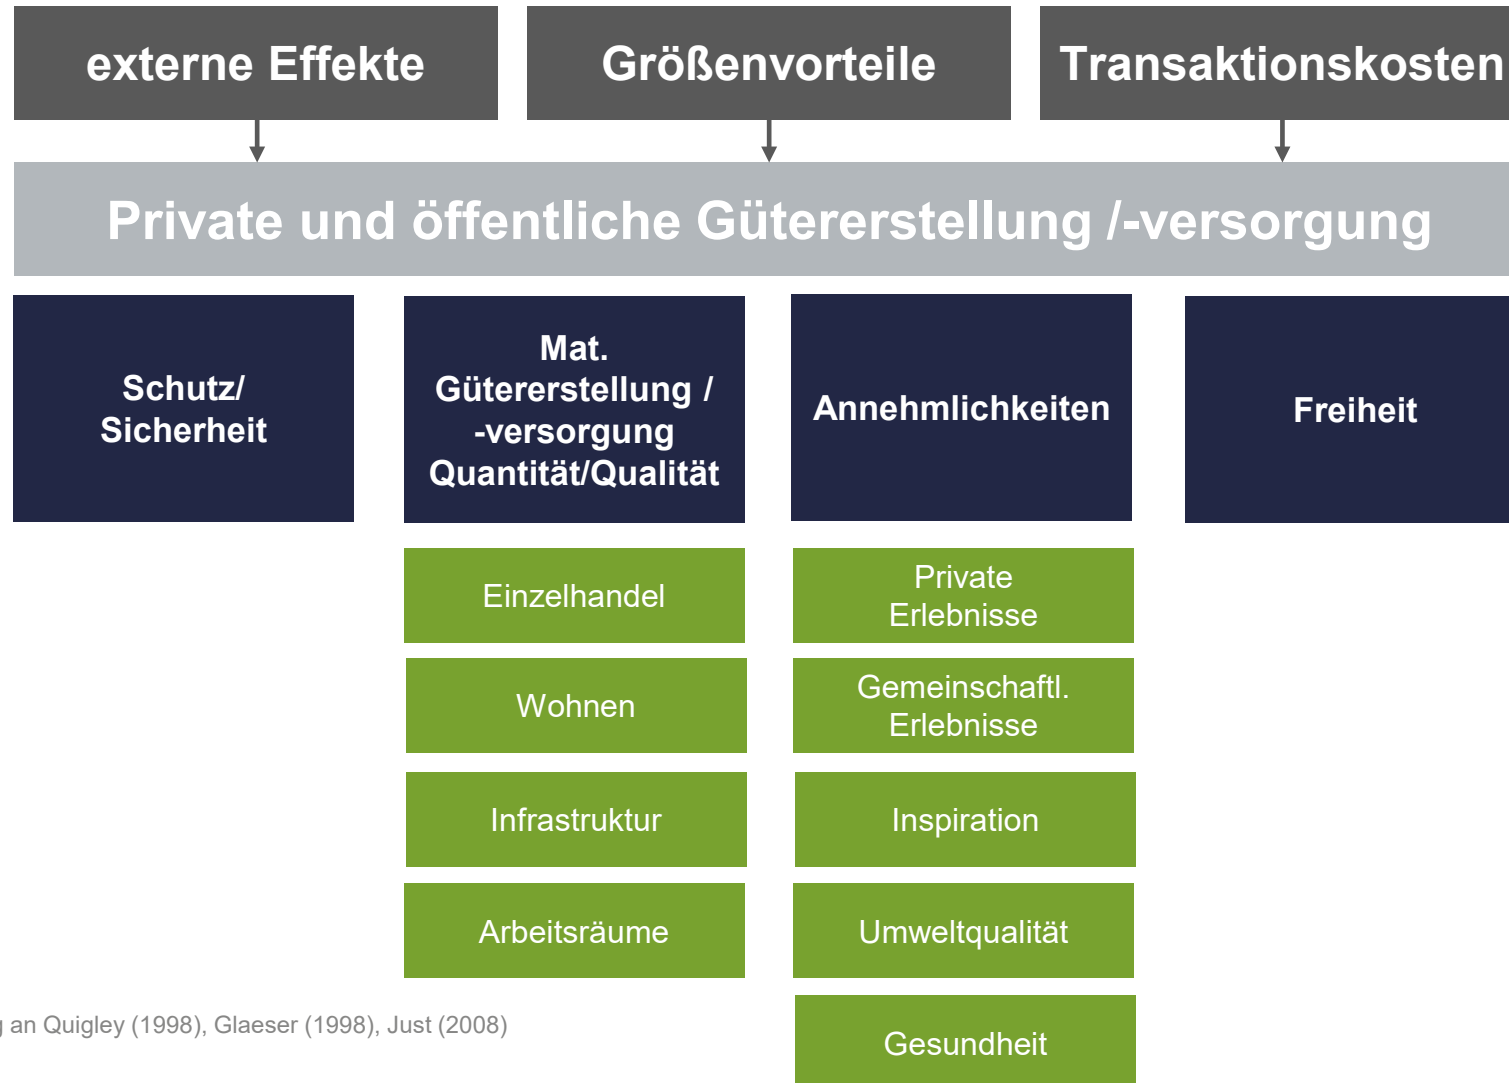 externe Effekte
Größenvorteile
Transaktionskosten
Private und öffentliche Gütererstellung /-versorgung
Schutz/
Sicherheit
Mat.
Gütererstellung /
-versorgung
Quantität/Qualität
Annehmlichkeiten
Freiheit
Einzelhandel
Wohnen
Infrastruktur
Arbeitsräume
Private
Erlebnisse
Gemeinschaftl.
Erlebnisse
Inspiration
Umweltqualität
Gesundheit
an Quigley (1998), Glaeser (1998), Just (2008)